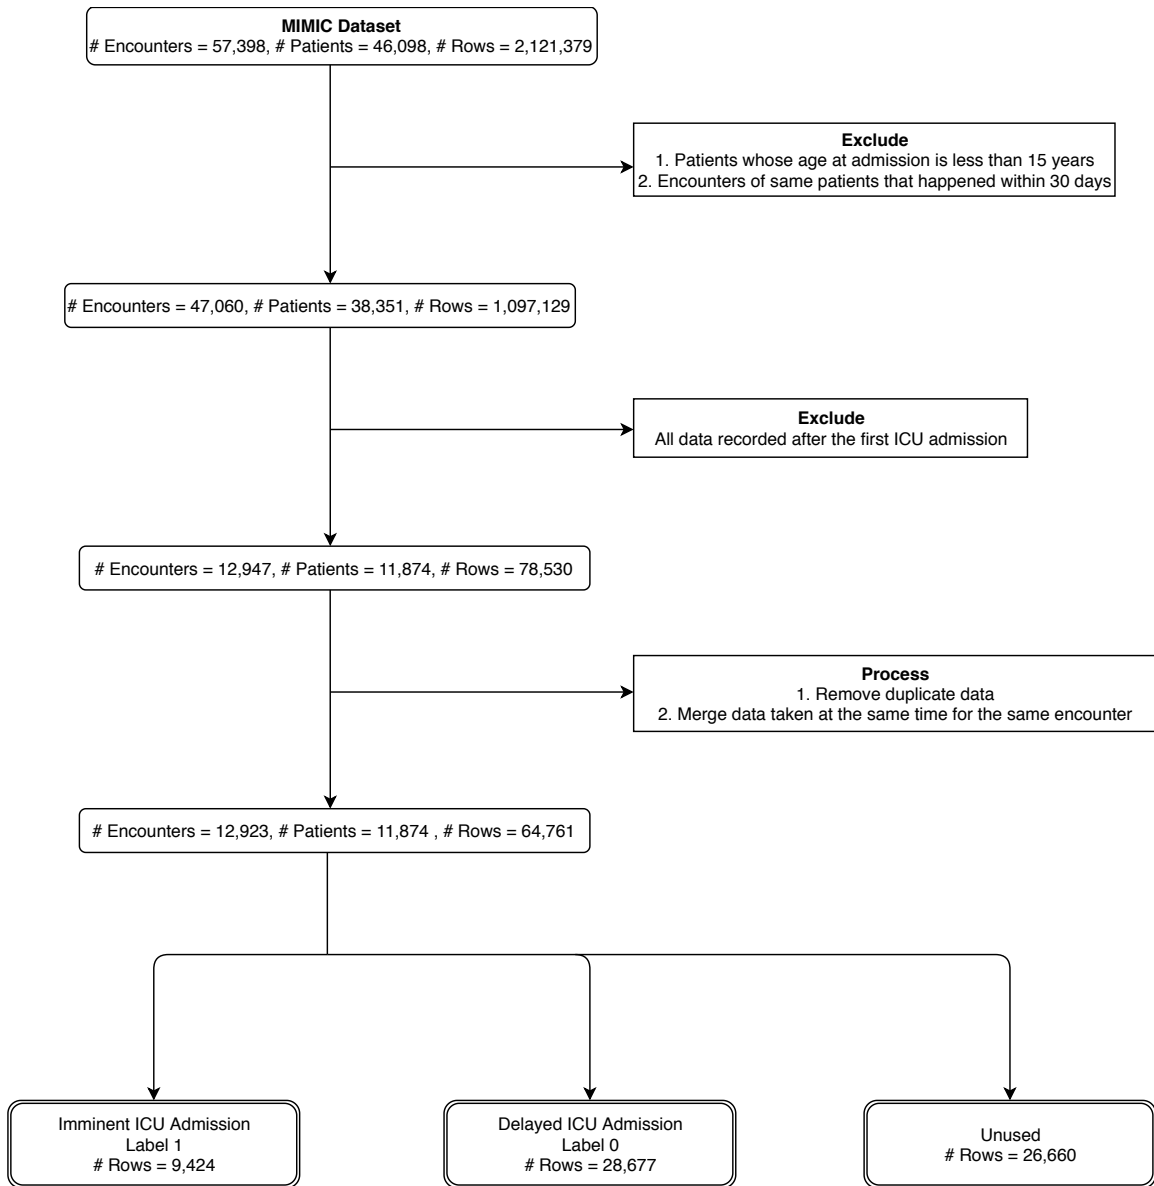 MIMIC Dataset
# Encounters = 57,398, # Patients = 46,098, # Rows = 2,121,379
Exclude
1. Patients whose age at admission is less than 15 years
2. Encounters of same patients that happened within 30 days
# Encounters = 47,060, # Patients = 38,351, # Rows = 1,097,129
Exclude
All data recorded after the first ICU admission
# Encounters = 12,947, # Patients = 11,874, # Rows = 78,530
Process
1. Remove duplicate data
2. Merge data taken at the same time for the same encounter
# Encounters = 12,923, # Patients = 11,874 , # Rows = 64,761
Imminent ICU Admission
Label 1
# Rows = 9,424
Delayed ICU Admission
Label 0
# Rows = 28,677
Unused
# Rows = 26,660